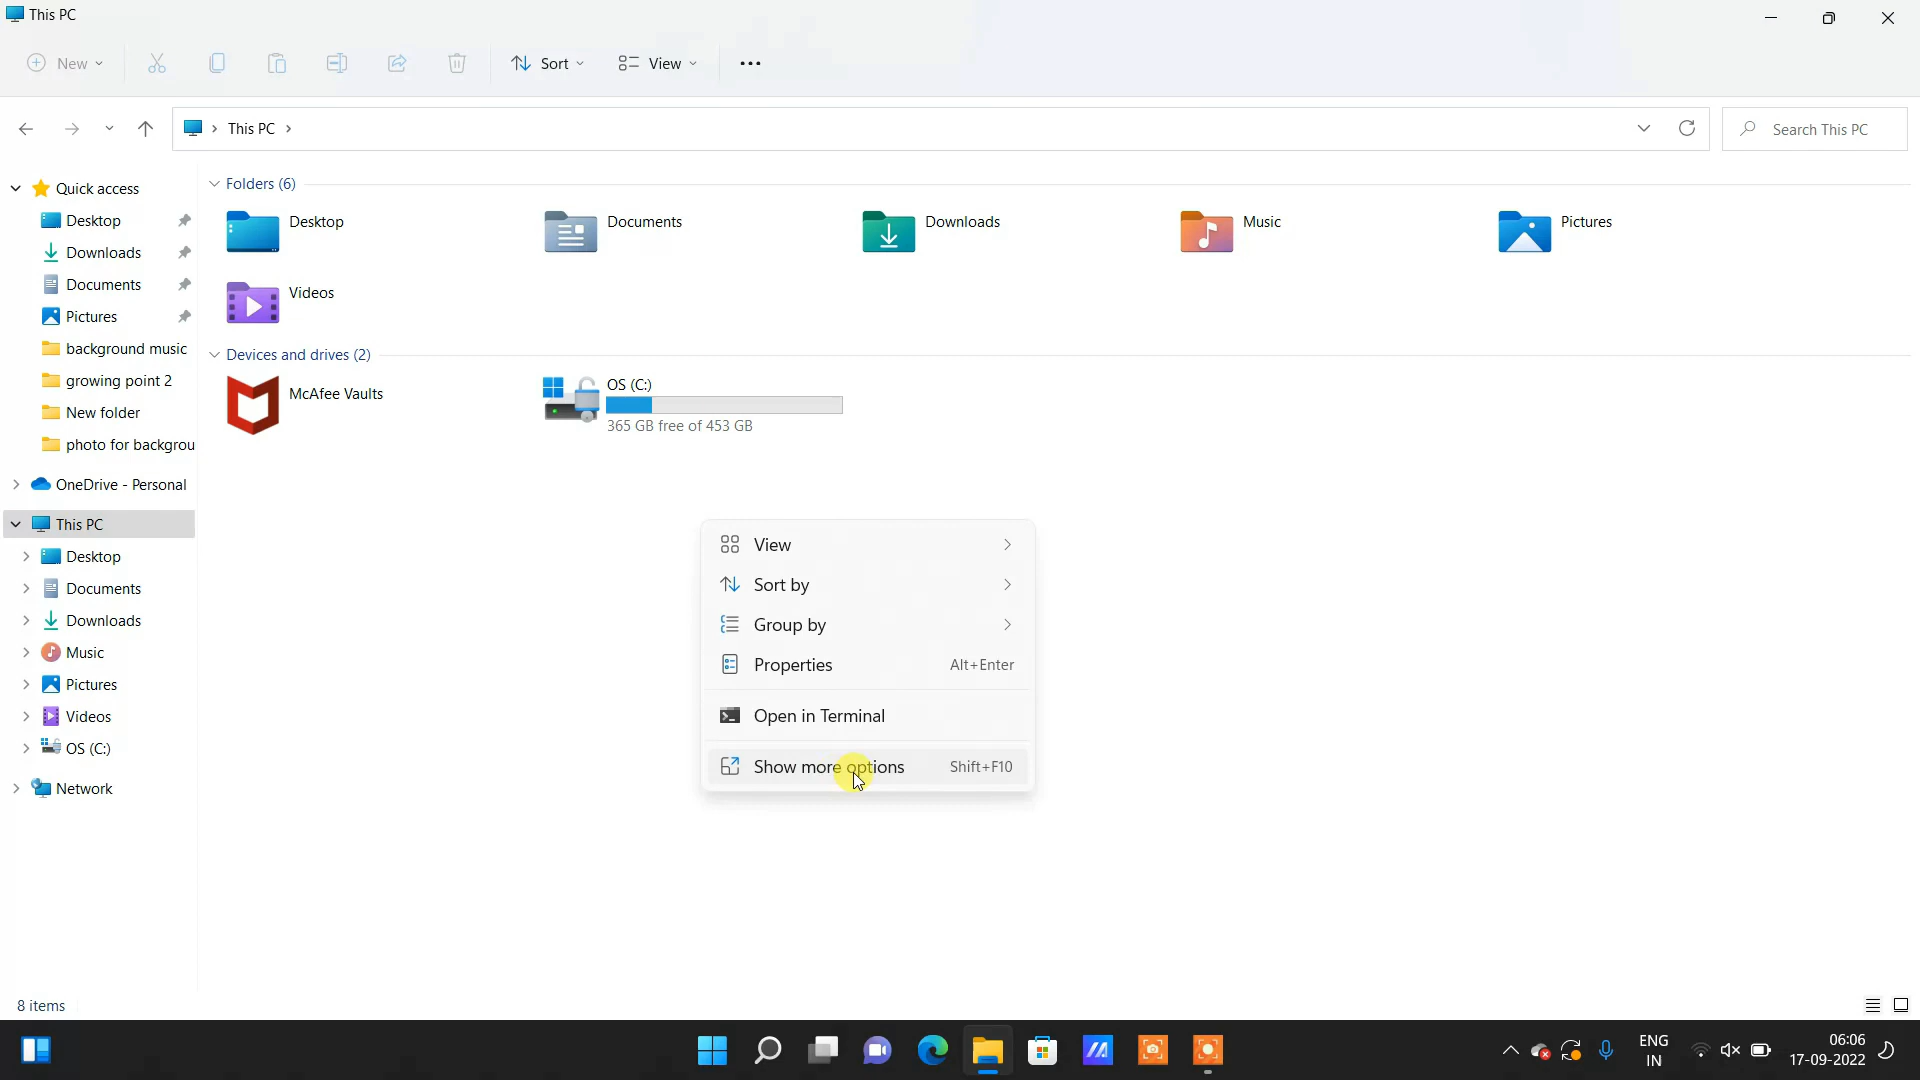 This PC
New
Sort
View
This PC
Search This PC
Quick access
Desktop
Downloads
Documents
Pictures
background music
growing point 2
New folder
photo for backgrou
OneDrive - Personal
This PC
Desktop
Documents
Downloads
Music
Pictures
Videos
OS (C:)
Network
Folders (6)
Desktop
Documents
Downloads
Music
Pictures
Videos
Devices and drives (2)
McAfee Vaults
OS (C:)
365 GB free of 453 GB
View
Sort by
Group by
Properties Alt+Enter
Open in Terminal
Show more options Shift+F10
8 items
ENG
IN
06:06
17-09-2022